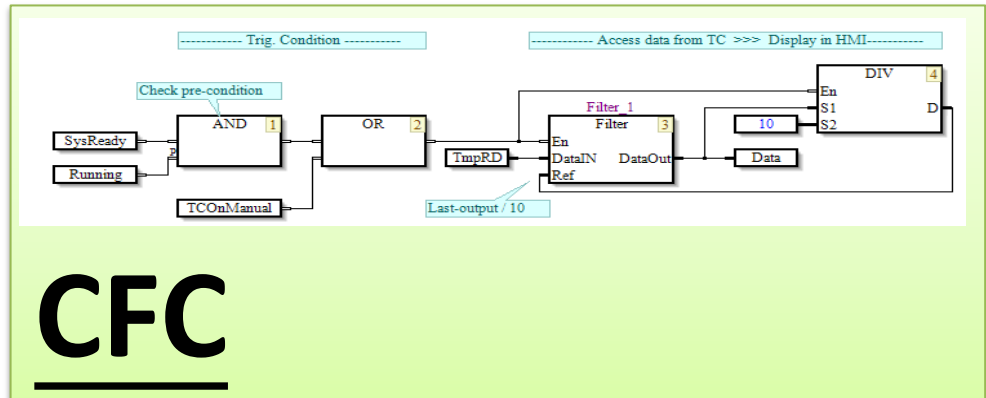 ------------ Trig. Condition -----------
------------ Access data from TC >>> Display in HMI-----------
Check pre-condition
DIV 4
En
S1 D
S2
10
Filter_1
AND 1
OR 2
Filter 3
En
DataIN DataOut
Ref
SysReady
P
Running
TmpRD
Data
TCOnManual
Last-output / 10
CFC